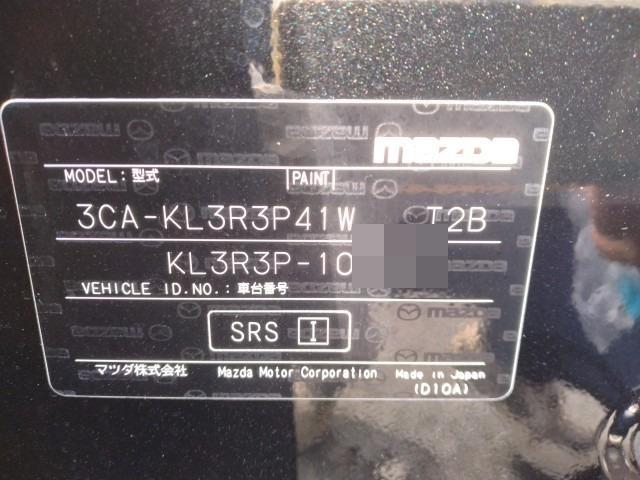 mazda
MODEL:型式 PAINT
3CA-KL3R3P41W T2B
KL3R3P-10
VEHICLE ID.NO.:車台番号
SRS I
マツダ株式会社 Mazda Motor Corporation Made in Japan
(D10A)